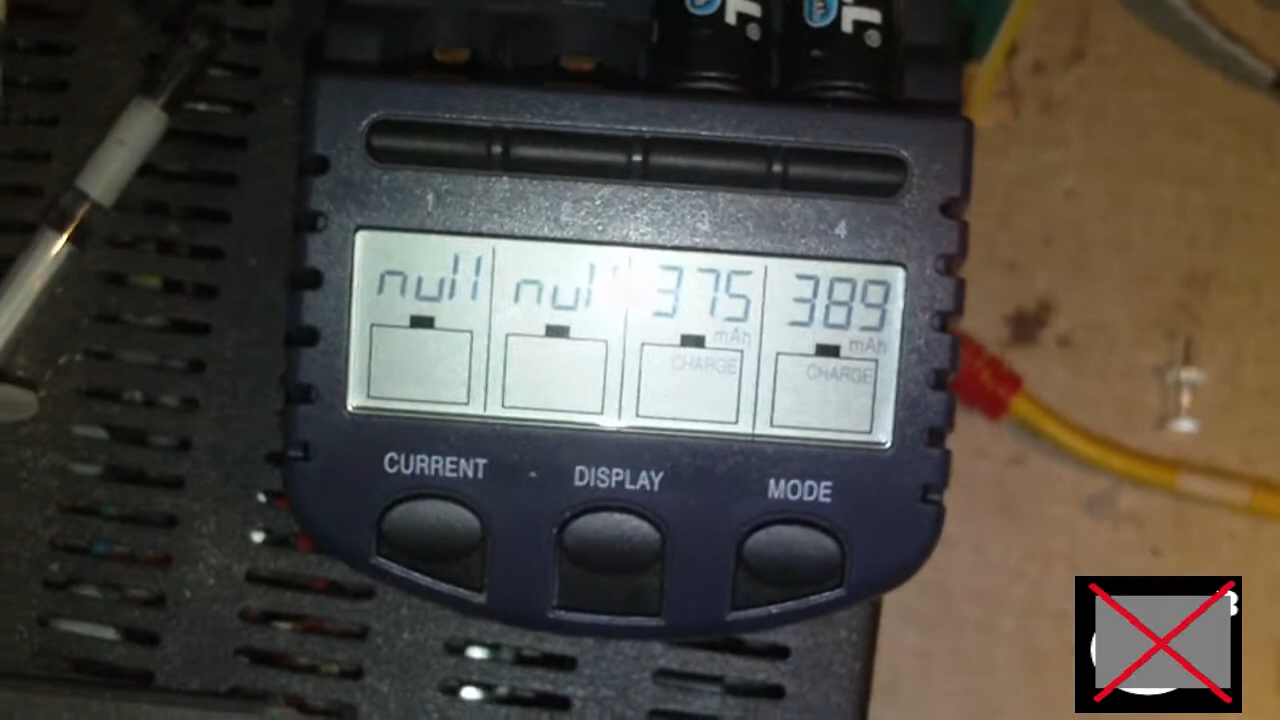 1 3 4
null null 375 389
mAh mAh
CHARGE CHARGE
CURRENT - DISPLAY MODE